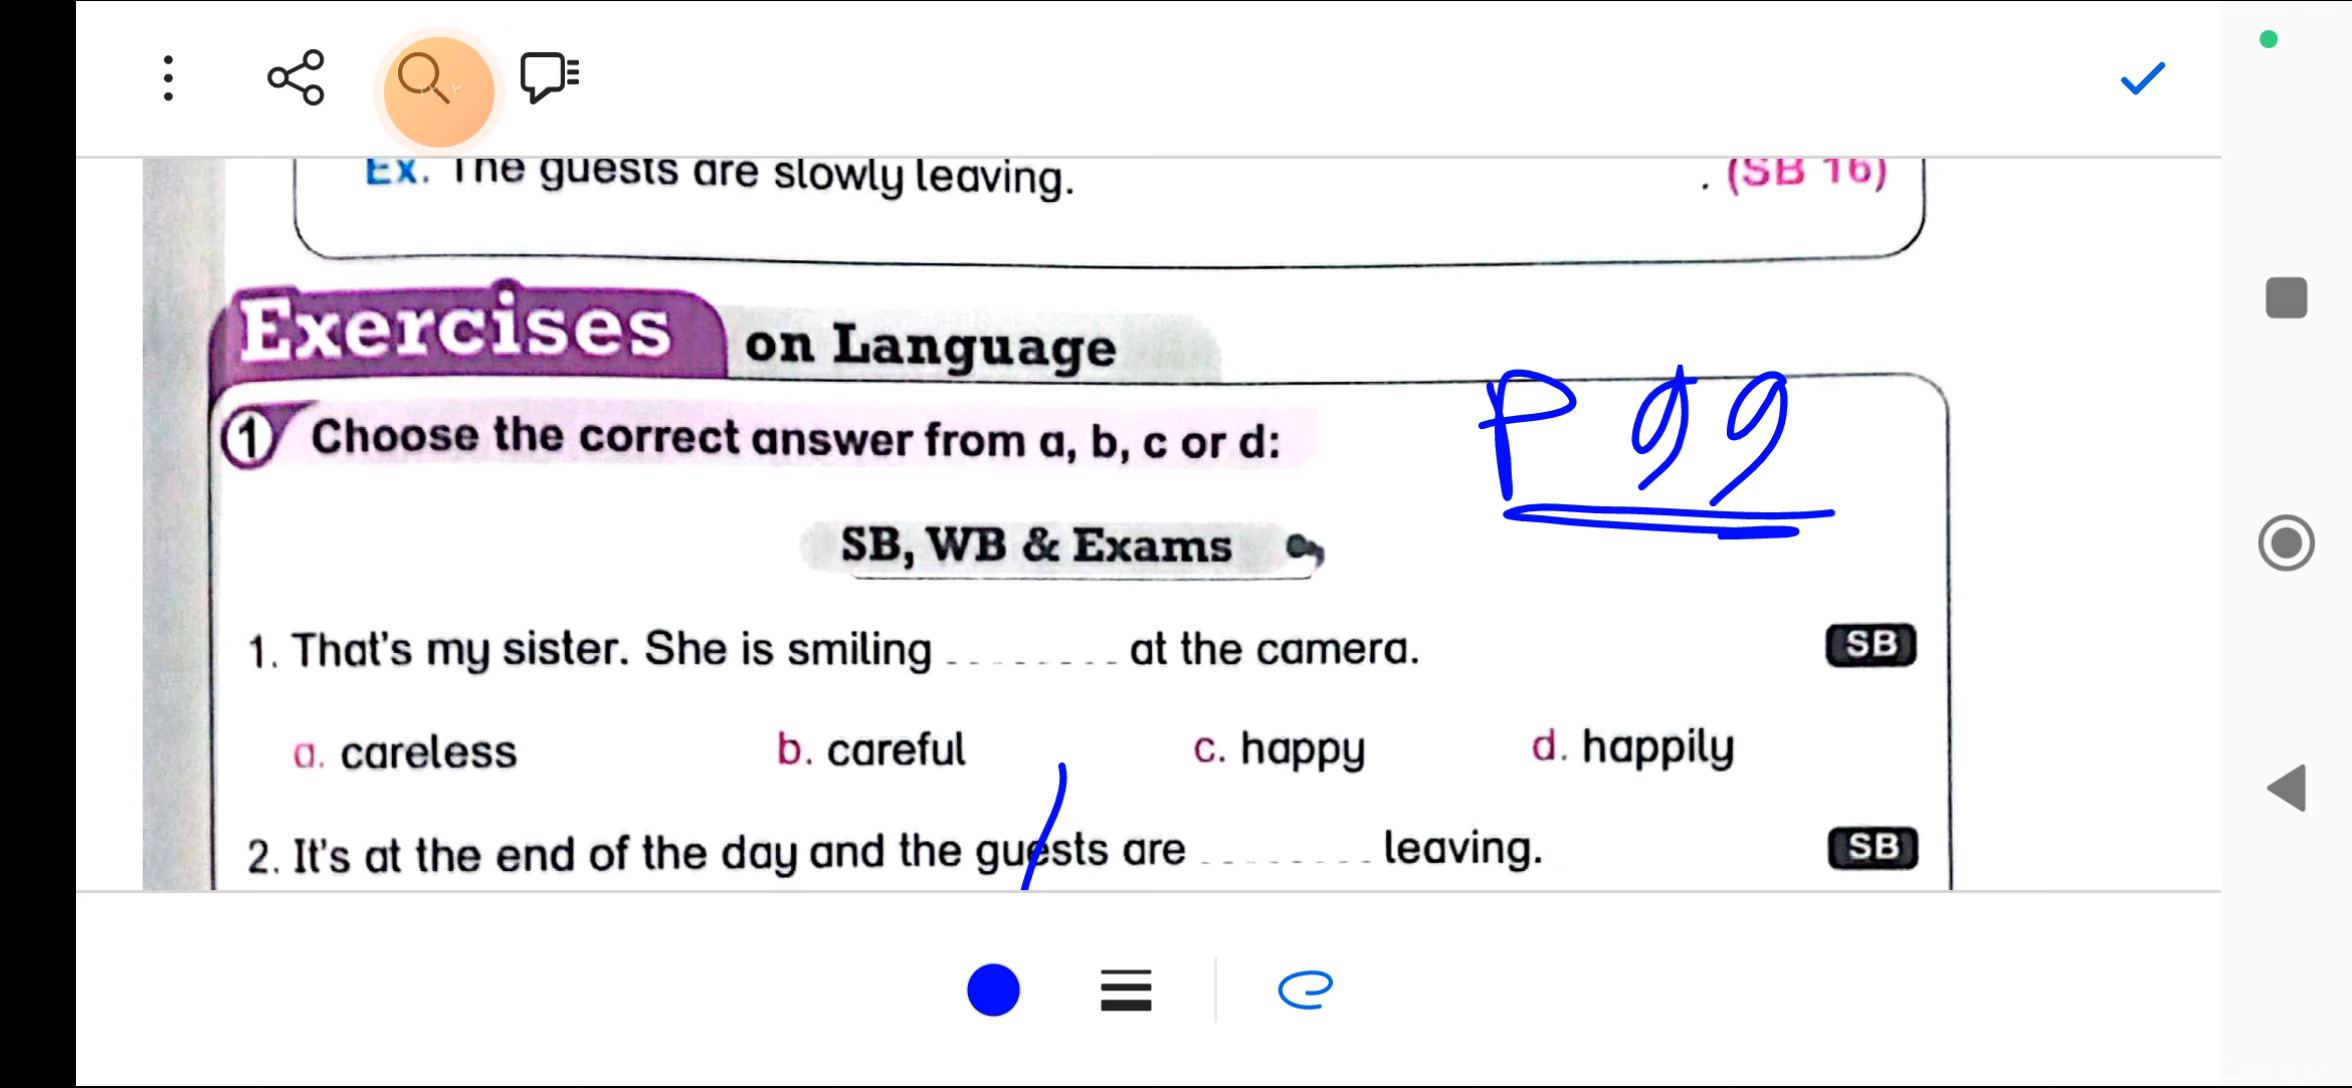 Ex. The guests are slowly leaving. . (SB 16)
Exercises on Language
1 Choose the correct answer from a, b, c or d:
P 99
SB, WB & Exams
1. That's my sister. She is smiling ........ at the camera. SB
a. careless b. careful c. happy d. happily
2. It's at the end of the day and the guests are ........ leaving. SB